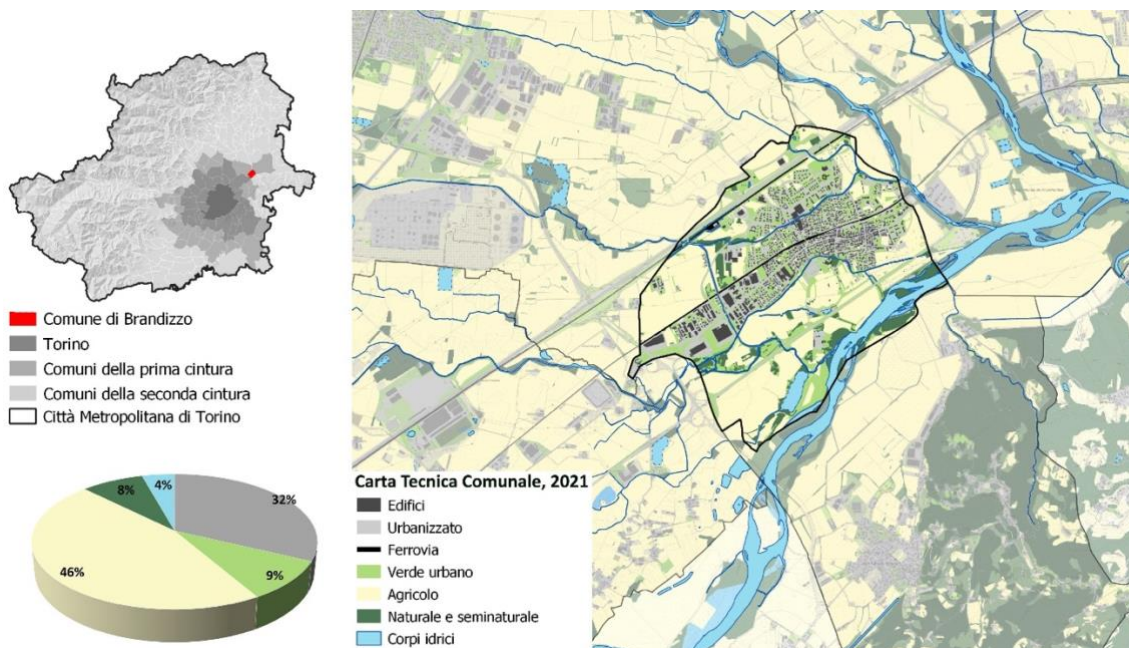 Comune di Brandizzo
Torino
Comuni della prima cintura
Comuni della seconda cintura
Città Metropolitana di Torino
8%
4%
32%
46%
9%
Carta Tecnica Comunale, 2021
Edifici
Urbanizzato
Ferrovia
Verde urbano
Agricolo
Naturale e seminaturale
Corpi idrici